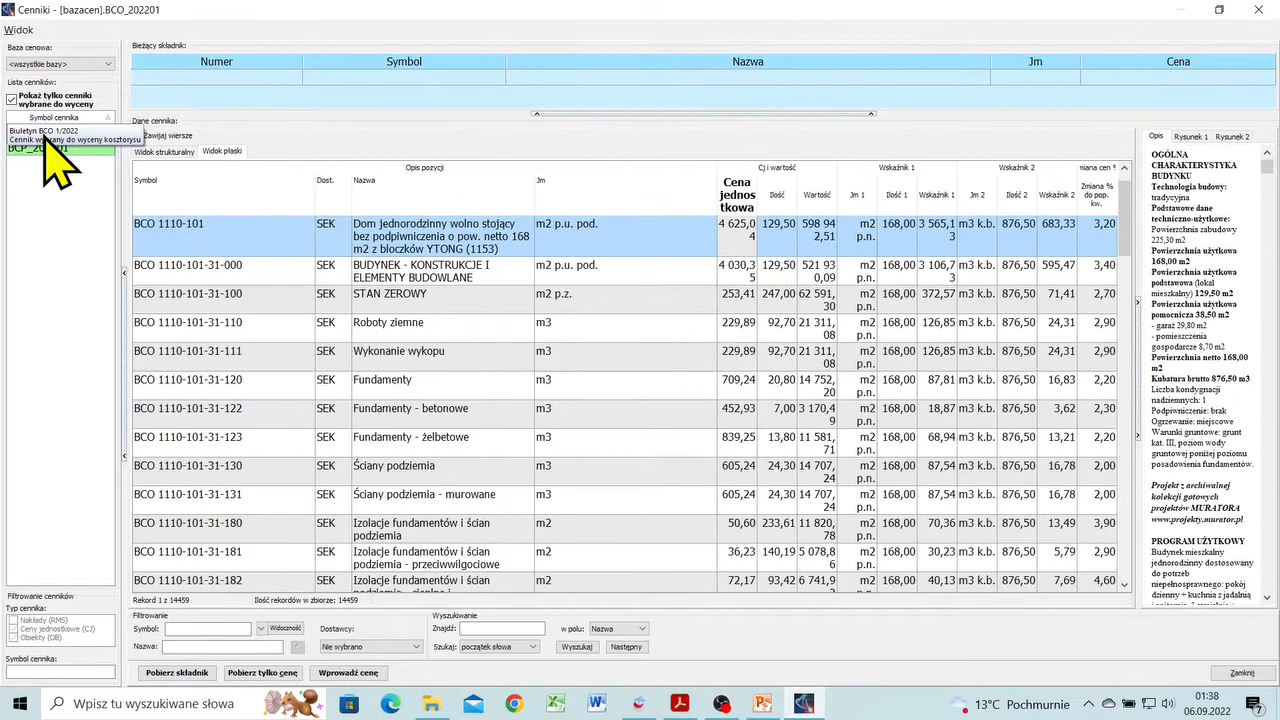 Cenniki - [bazacen].BCO_202201
Widok
Baza cenowa:
<wszystkie bazy>
Lista cenników:
Pokaż tylko cenniki
wybrane do wyceny
Symbol cennika
Biuletyn BCO 1/2022
Cennik wybrany do wyceny kosztorysu
Bieżący składnik:
Numer Symbol Nazwa Jm Cena
Dane cennika:
Zawijaj wiersze
Widok strukturalny Widok płaski
Opis pozycji Cj i wartość Wskaźnik 1 Wskaźnik 2 miana cen %
Symbol Dost. Nazwa Jm Cena jednos tkowa Ilość Wartość Jm 1 Ilość 1 Wskaźnik 1 Jm 2 Ilość 2 Wskaźnik 2 Zmiana % do pop. kw.
BCO 1110-101 SEK Dom jednorodzinny wolno stojący m2 p.u. pod. 4 625,0 129,50 598 94 m2 168,00 3 565,1 m3 k.b. 876,50 683,33 3,20
bez podpiwniczenia o pow. netto 168 4 2,51 p.n. 3
m2 z bloczków YTONG (1153)
BCO 1110-101-31-000 SEK BUDYNEK - KONSTRUKCJE I m2 p.u. pod. 4 030,3 129,50 521 93 m2 168,00 3 106,7 m3 k.b. 876,50 595,47 3,40
ELEMENTY BUDOWLANE 5 0,09 p.n. 3
BCO 1110-101-31-100 SEK STAN ZEROWY m2 p.z. 253,41 247,00 62 591, m2 168,00 372,57 m3 k.b. 876,50 71,41 2,70
30 p.n.
BCO 1110-101-31-110 SEK Roboty ziemne m3 229,89 92,70 21 311, m2 168,00 126,85 m3 k.b. 876,50 24,31 2,90
08 p.n.
BCO 1110-101-31-111 SEK Wykonanie wykopu m3 229,89 92,70 21 311, m2 168,00 126,85 m3 k.b. 876,50 24,31 2,90
08 p.n.
BCO 1110-101-31-120 SEK Fundamenty m3 709,24 20,80 14 752, m2 168,00 87,81 m3 k.b. 876,50 16,83 2,20
20 p.n.
BCO 1110-101-31-122 SEK Fundamenty - betonowe m3 452,93 7,00 3 170,4 m2 168,00 18,87 m3 k.b. 876,50 3,62 2,30
9 p.n.
BCO 1110-101-31-123 SEK Fundamenty - żelbetowe m3 839,25 13,80 11 581, m2 168,00 68,94 m3 k.b. 876,50 13,21 2,20
71 p.n.
BCO 1110-101-31-130 SEK Ściany podziemia m3 605,24 24,30 14 707, m2 168,00 87,54 m3 k.b. 876,50 16,78 2,00
24 p.n.
BCO 1110-101-31-131 SEK Ściany podziemia - murowane m3 605,24 24,30 14 707, m2 168,00 87,54 m3 k.b. 876,50 16,78 2,00
24 p.n.
BCO 1110-101-31-180 SEK Izolacje fundamentów i ścian m2 50,60 233,61 11 820, m2 168,00 70,36 m3 k.b. 876,50 13,49 3,90
podziemia 78 p.n.
BCO 1110-101-31-181 SEK Izolacje fundamentów i ścian m2 36,23 140,19 5 078,8 m2 168,00 30,23 m3 k.b. 876,50 5,79 2,90
podziemia - przeciwwilgociowe 6 p.n.
BCO 1110-101-31-182 SEK Izolacje fundamentów i ścian m2 72,17 93,42 6 741,9 m2 168,00 40,13 m3 k.b. 876,50 7,69 4,60
Opis Rysunek 1 Rysunek 2
OGÓLNA
CHARAKTERYSTYKA
BUDYNKU
Technologia budowy:
tradycyjna
Podstawowe dane
techniczno-użytkowe:
Powierzchnia zabudowy
225,30 m2
Powierzchnia użytkowa
168,00 m2
Powierzchnia użytkowa
podstawowa (lokal
mieszkalny) 129,50 m2
Powierzchnia użytkowa
pomocnicza 38,50 m2
- garaż 29,80 m2
- pomieszczenia
gospodarcze 8,70 m2
Powierzchnia netto 168,00
m2
Kubatura brutto 876,50 m3
Liczba kondygnacji
nadziemnych: 1
Podpiwniczenie: brak
Ogrzewanie: miejscowe
Warunki gruntowe: grunt
kat. III, poziom wody
gruntowej poniżej poziomu
posadowienia fundamentów.
Projekt z archiwalnej
kolekcji gotowych
projektów MURATORA
www.projekty.murator.pl
PROGRAM UŻYTKOWY
Budynek mieszkalny
jednorodzinny dostosowany
do potrzeb
niepełnosprawnego: pokój
dzienny + kuchnia z jadalnią
Rekord 1 z 14459 Ilość rekordów w zbiorze: 14459
Filtrowanie cenników
Typ cennika:
Nakłady (RMS)
Ceny jednostkowe (CJ)
Obiekty (OB)
Symbol cennika:
Filtrowanie Wyszukiwanie
Symbol: Widoczność Dostawcy: Znajdź: w polu: Nazwa
Nazwa: Nie wybrano Szukaj: początek słowa Wyszukaj Następny
Pobierz składnik Pobierz tylko cenę Wprowadź cenę Zamknij
Wpisz tu wyszukiwane słowa
13°C Pochmurnie
01:38
06.09.2022
7